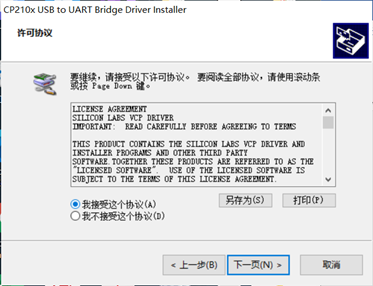 CP210x USB to UART Bridge Driver Installer
许可协议
要继续，请接受以下许可协议。要阅读全部协议，请使用滚动条
或按 Page Down 键。
LICENSE AGREEMENT
SILICON LABS VCP DRIVER
IMPORTANT:  READ CAREFULLY BEFORE AGREEING TO TERMS
THIS PRODUCT CONTAINS THE SILICON LABS VCP DRIVER AND
INSTALLER PROGRAMS AND OTHER THIRD PARTY
SOFTWARE.TOGETHER THESE PRODUCTS ARE REFERRED TO AS THE
"LICENSED SOFTWARE".  USE OF THE LICENSED SOFTWARE IS
SUBJECT TO THE TERMS OF THIS LICENSE AGREEMENT.
我接受这个协议(A) 另存为(S) 打印(P)
我不接受这个协议(D)
< 上一步(B) 下一页(N) > 取消